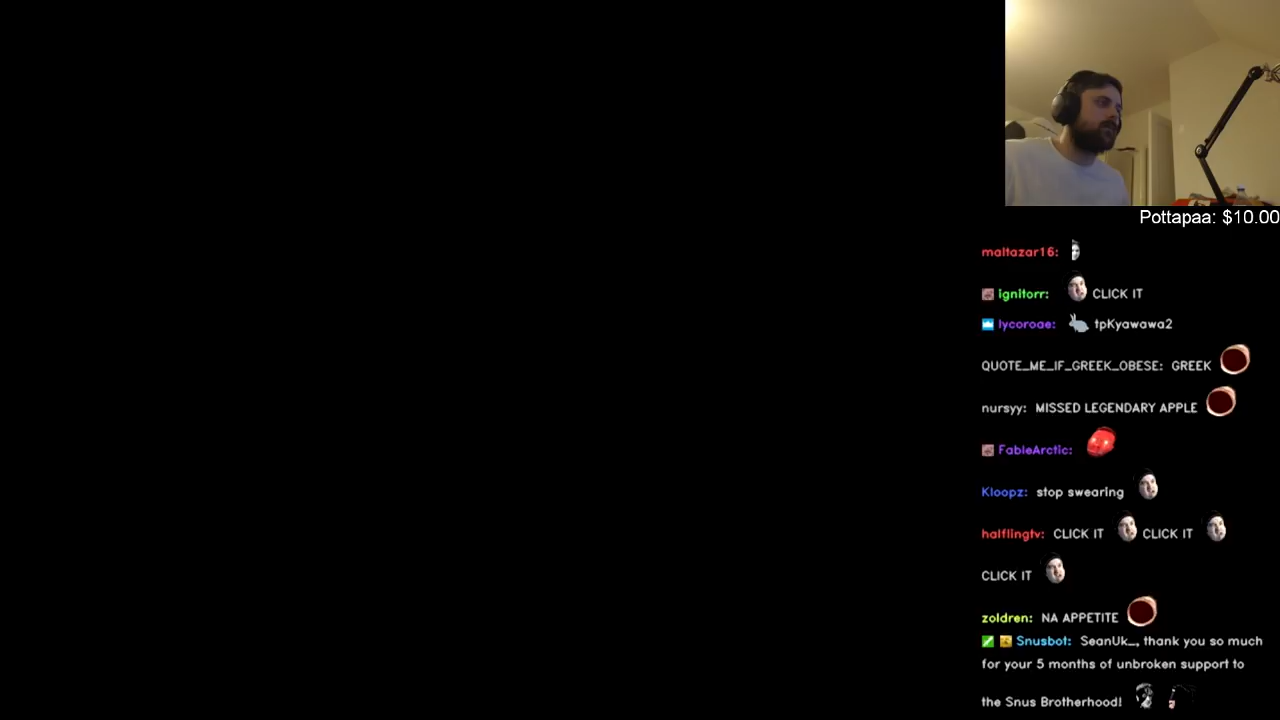 Pottapaa: $10.00
maltazar16:
ignitorr: CLICK IT
lycoroae: tpKyawawa2
QUOTE_ME_IF_GREEK_OBESE: GREEK
nursyy: MISSED LEGENDARY APPLE
FableArctic:
Kloopz: stop swearing
halflingtv: CLICK IT CLICK IT
CLICK IT
zoldren: NA APPETITE
Snusbot: SeanUk_, thank you so much
for your 5 months of unbroken support to
the Snus Brotherhood!